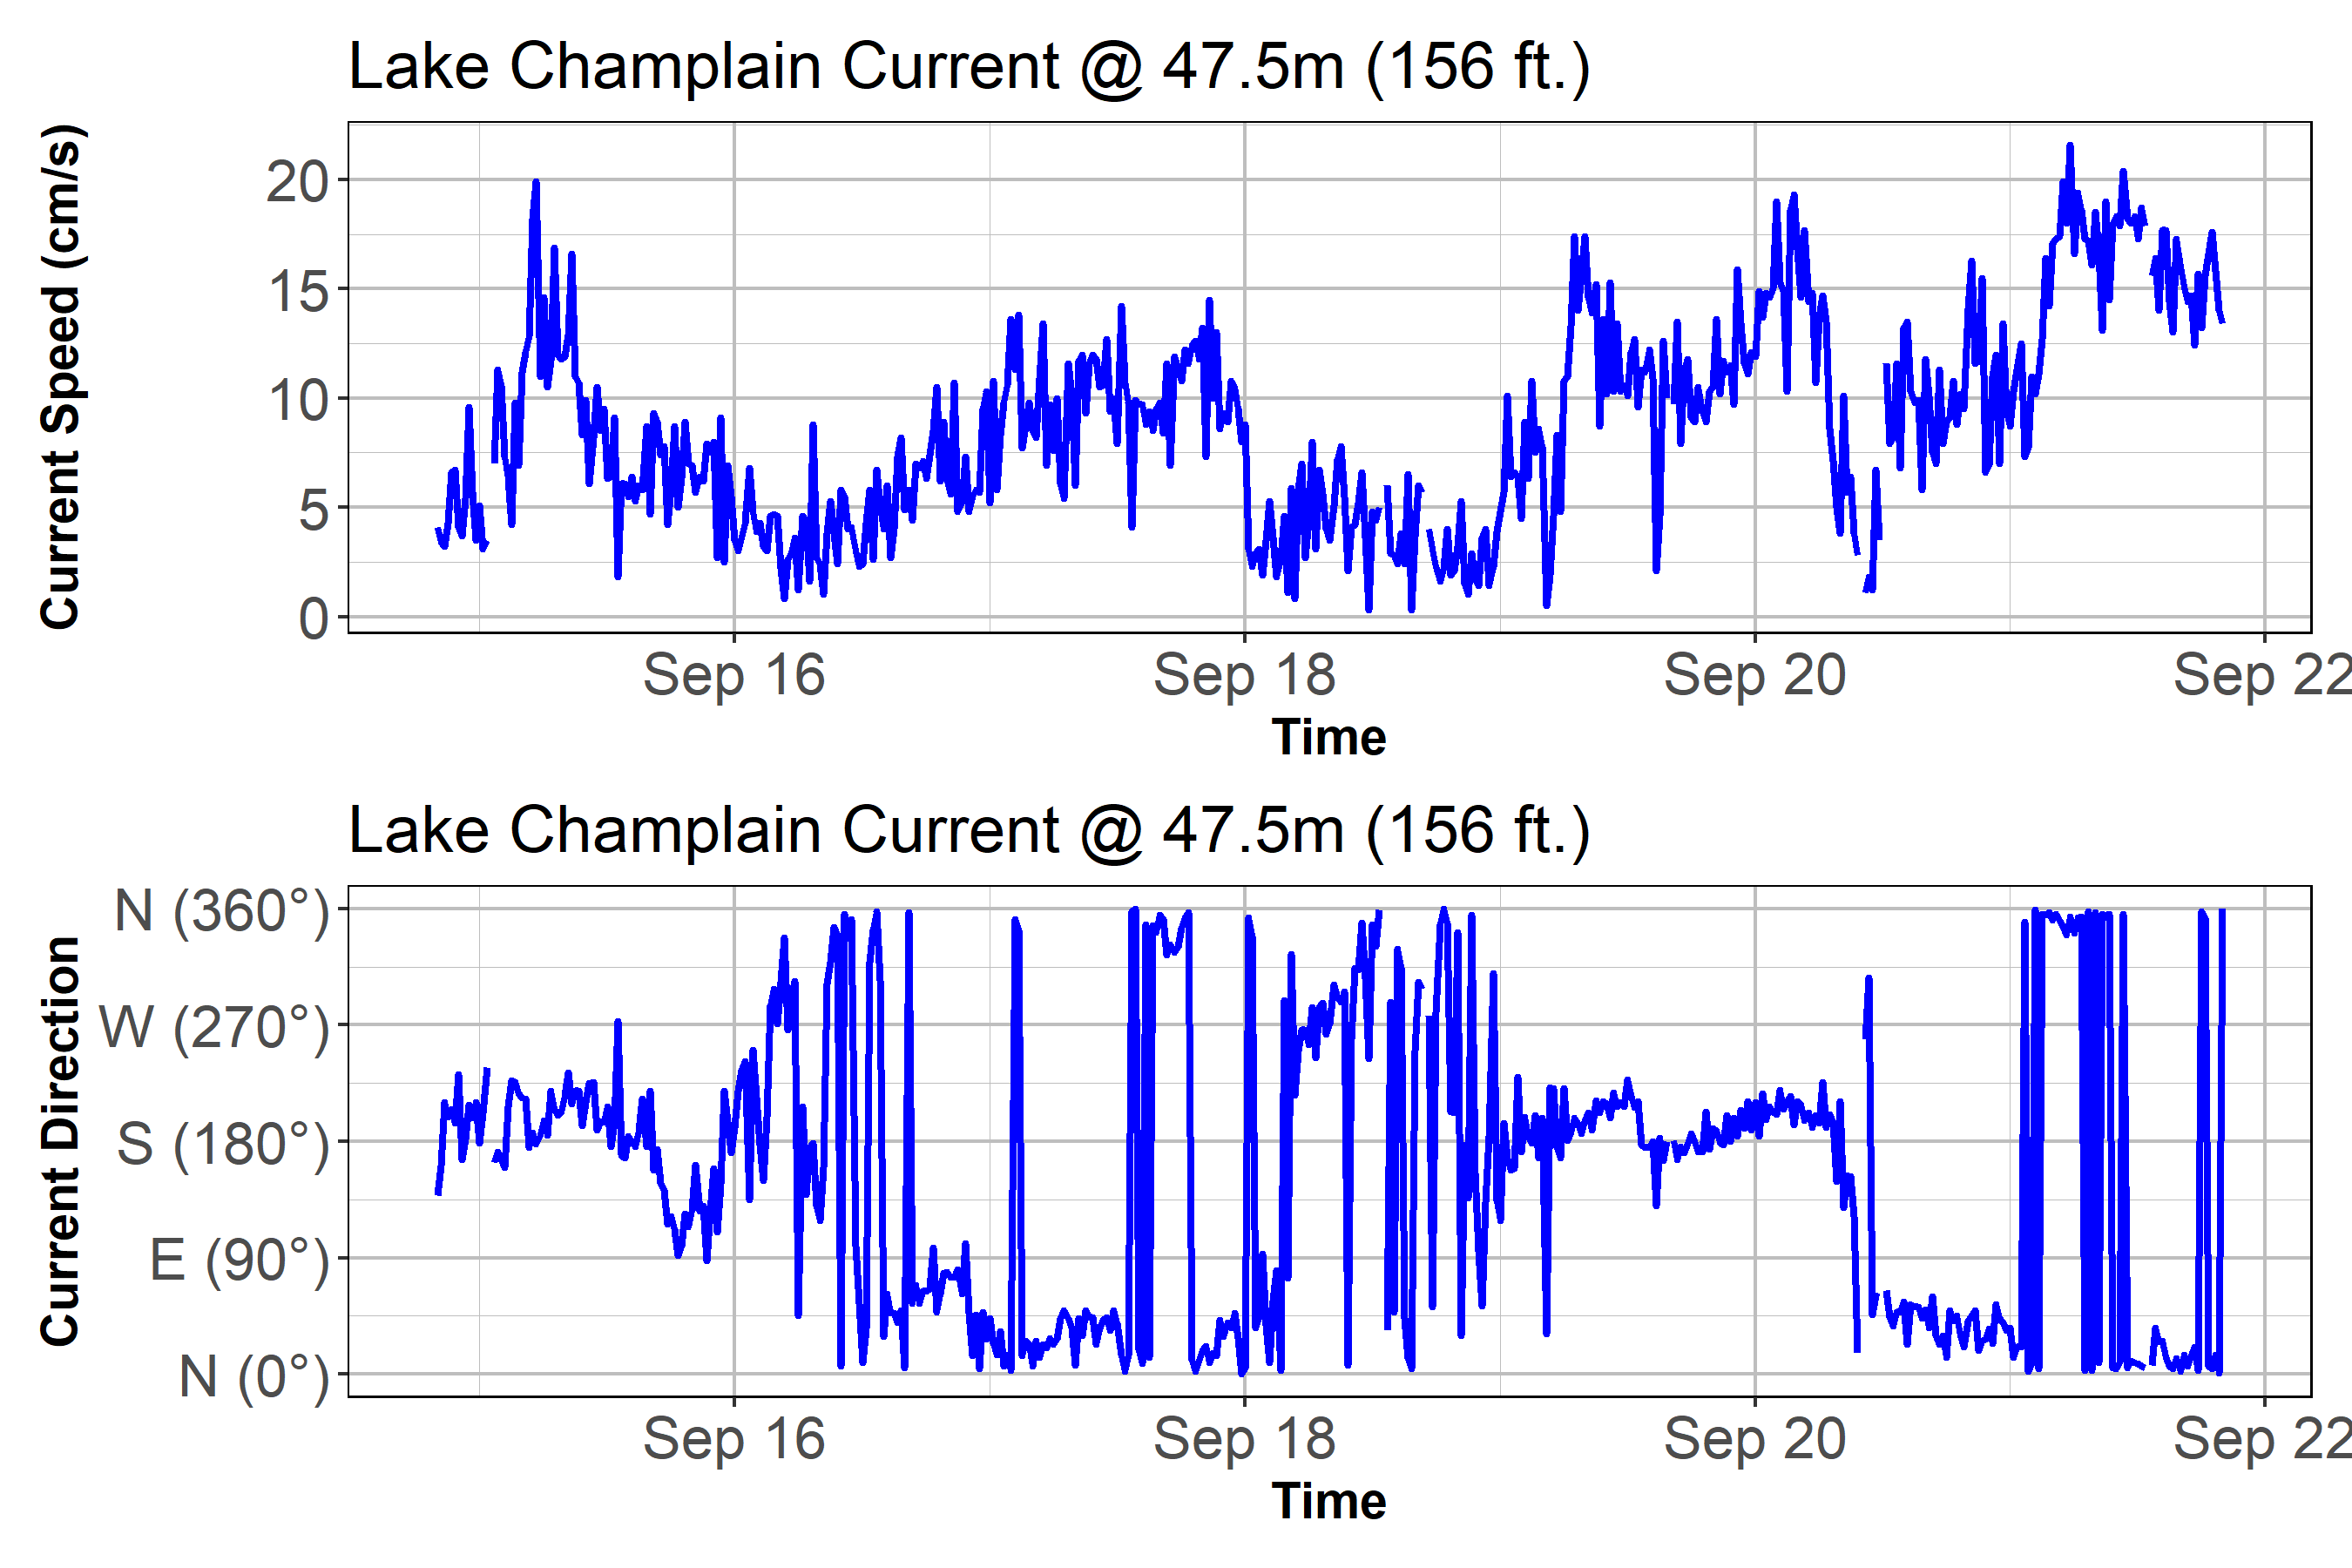 Lake Champlain Current @ 47.5m (156 ft.)
Current Speed (cm/s)
20
15
10
5
0
Sep 16 Sep 18 Sep 20 Sep 22
Time
Lake Champlain Current @ 47.5m (156 ft.)
Current Direction
N (360°)
W (270°)
S (180°)
E (90°)
N (0°)
Sep 16 Sep 18 Sep 20 Sep 22
Time